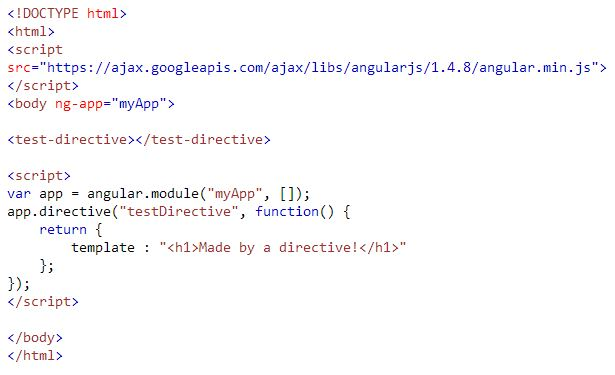 <!DOCTYPE html>
<html>
<script
src="https://ajax.googleapis.com/ajax/libs/angularjs/1.4.8/angular.min.js">
</script>
<body ng-app="myApp">

<test-directive></test-directive>

<script>
var app = angular.module("myApp", []);
app.directive("testDirective", function() {
    return {
        template : "<h1>Made by a directive!</h1>"
    };
});
</script>

</body>
</html>